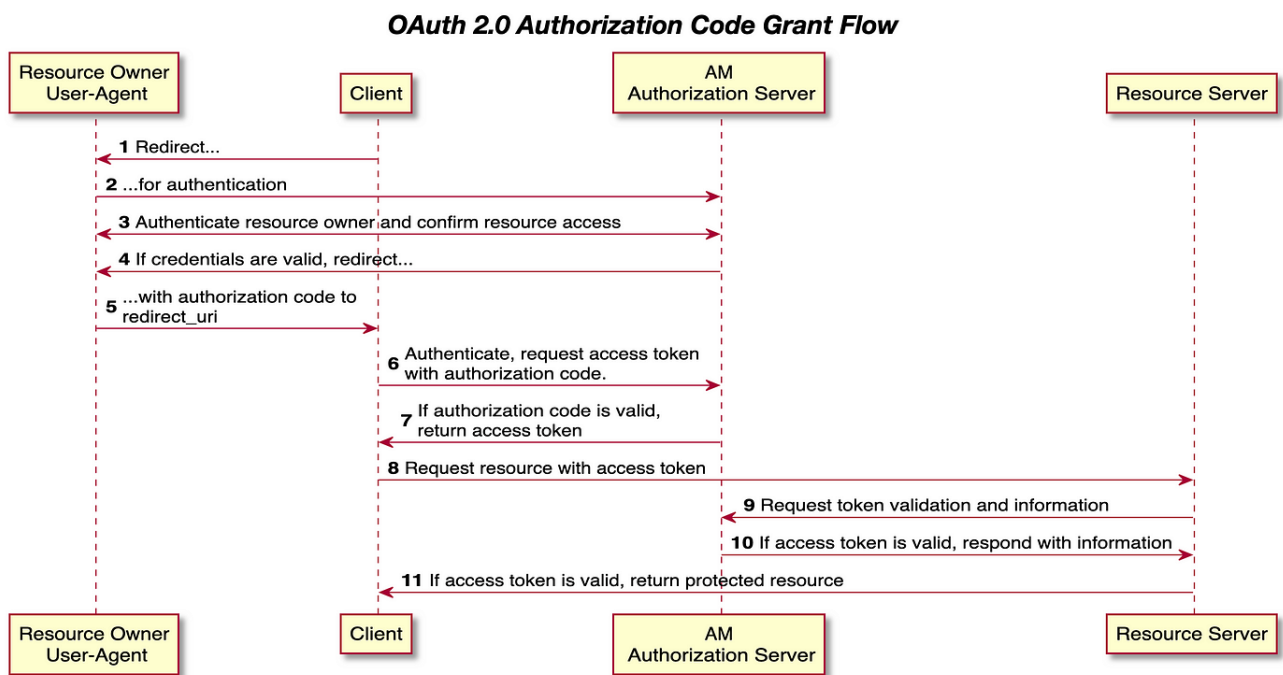 OAuth 2.0 Authorization Code Grant Flow
Resource Owner
User-Agent
Client
AM
Authorization Server
Resource Server
1 Redirect...
2 ...for authentication
3 Authenticate resource owner and confirm resource access
4 If credentials are valid, redirect...
5 ...with authorization code to
redirect_uri
6 Authenticate, request access token
with authorization code.
7 If authorization code is valid,
return access token
8 Request resource with access token
9 Request token validation and information
10 If access token is valid, respond with information
11 If access token is valid, return protected resource
Resource Owner
User-Agent
Client
AM
Authorization Server
Resource Server